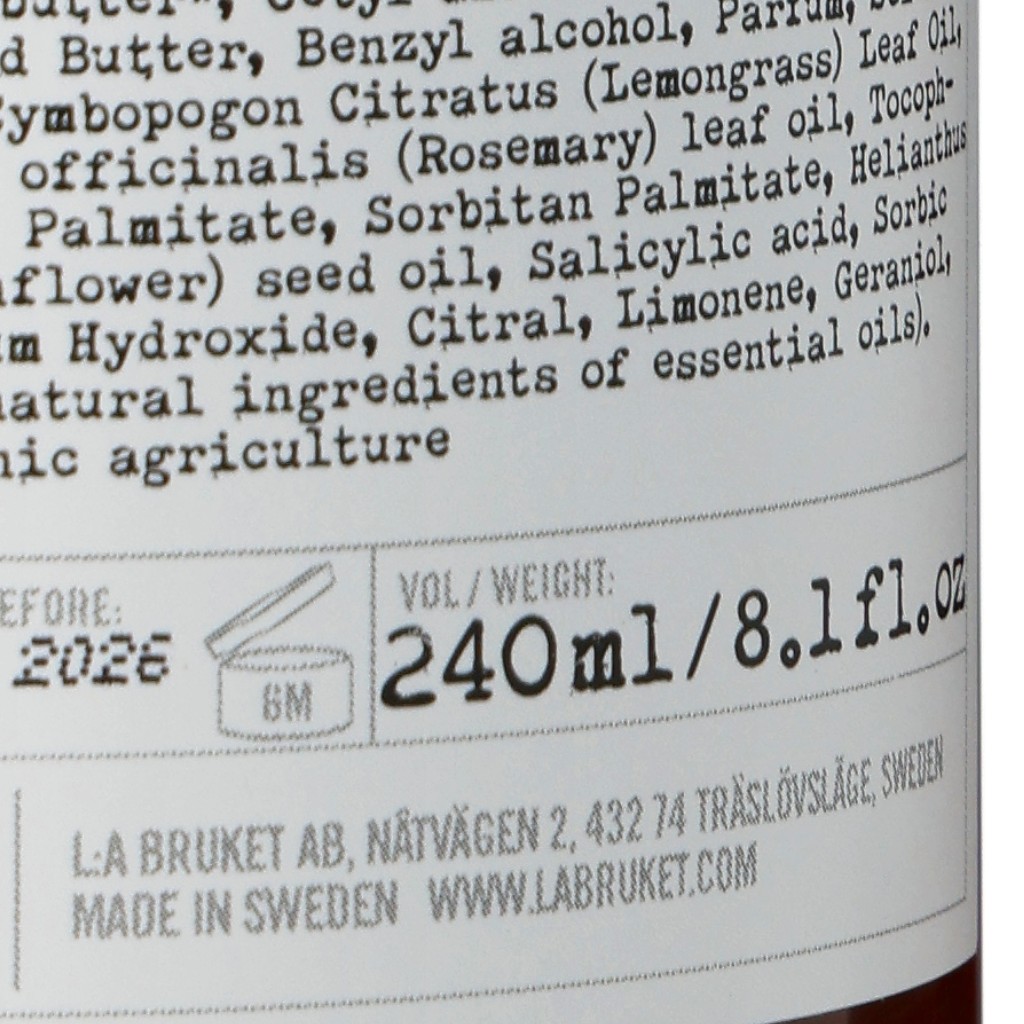 d Butter, Benzyl alcohol, Parfum,
Cymbopogon Citratus (Lemongrass) Leaf Oil,
officinalis (Rosemary) leaf oil, Tocoph-
Palmitate, Sorbitan Palmitate, Helianthus
nflower) seed oil, Salicylic acid, Sorbic
um Hydroxide, Citral, Limonene, Geraniol,
natural ingredients of essential oils).
nic agriculture
EFORE:
2026
6M
VOL / WEIGHT:
240ml/8.1fl.oz
L:A BRUKET AB, NÄTVÄGEN 2, 432 74 TRÄSLÖVSLÄGE, SWEDEN
MADE IN SWEDEN WWW.LABRUKET.COM